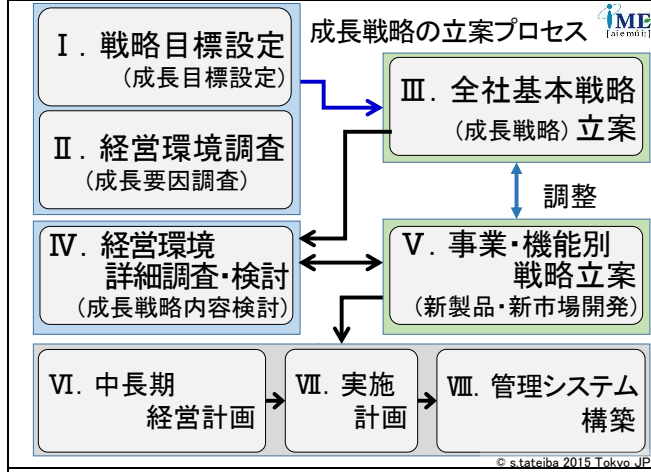 成長戦略の立案プロセス
iME
[aiemúi:]
Ⅰ．戦略目標設定
(成長目標設定)
Ⅱ．経営環境調査
(成長要因調査)
Ⅲ．全社基本戦略
(成長戦略) 立案
調整
Ⅳ．経営環境
詳細調査・検討
(成長戦略内容検討)
Ⅴ．事業・機能別
戦略立案
(新製品・新市場開発)
Ⅵ．中長期
経営計画
Ⅶ．実施
計画
Ⅷ．管理システム
構築
© s.tateiba 2015 Tokyo JP